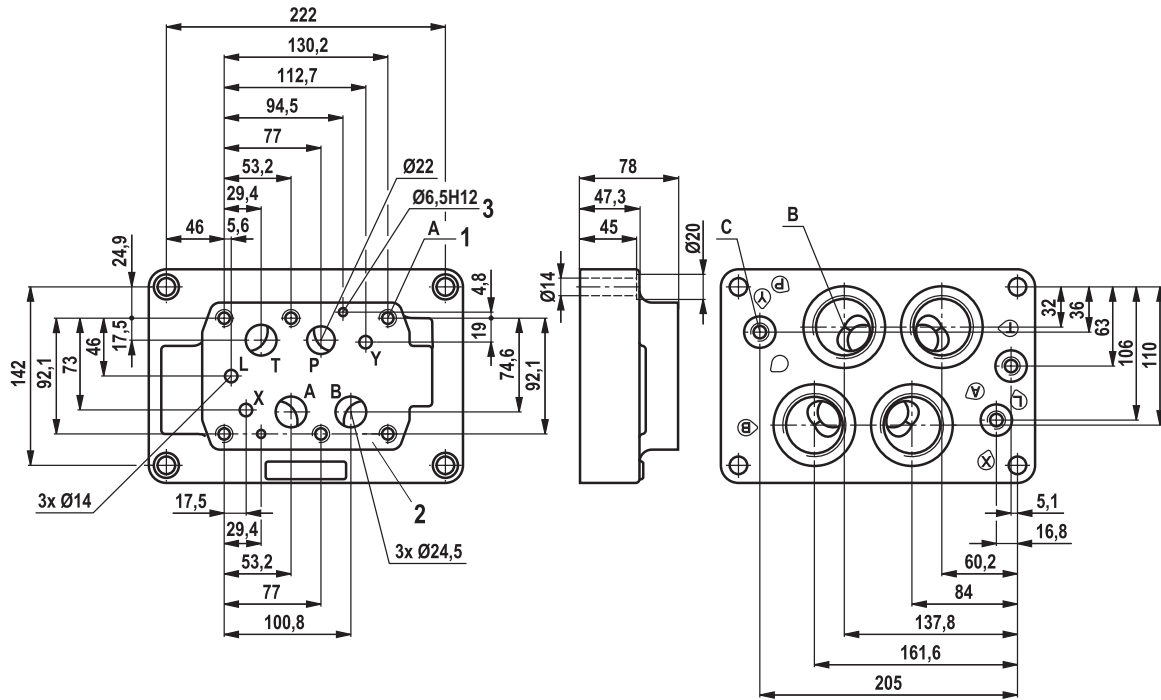 222
130,2
112,7
94,5
77
53,2
29,4
46
5,6
24,9
Ø22
Ø6,5H12
3
A
1
4,8
19
17,5
46
73
92,1
142
74,6
92,1
T
P
Y
L
X
A
B
3x Ø14
17,5
29,4
53,2
77
100,8
2
3x Ø24,5
78
47,3
45
Ø14
Ø20
C
B
P
Y
T
A
L
B
X
32
36
63
106
110
5,1
16,8
60,2
84
137,8
161,6
205